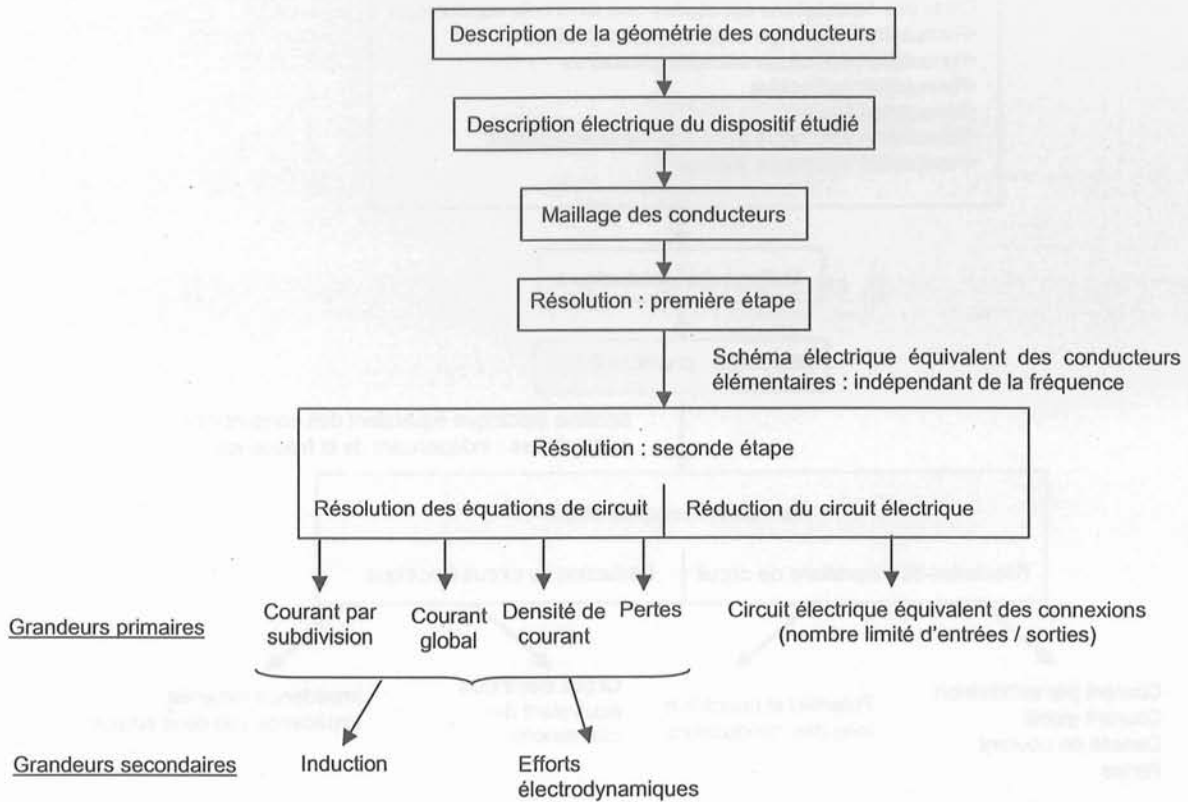 Description de la géométrie des conducteurs
Description électrique du dispositif étudié
Maillage des conducteurs
Résolution : première étape
Schéma électrique équivalent des conducteurs
élémentaires : indépendant de la fréquence
Résolution : seconde étape
Résolution des équations de circuit
Réduction du circuit électrique
Grandeurs primaires
Courant par
subdivision
Courant
global
Densité de
courant
Pertes
Circuit électrique équivalent des connexions
(nombre limité d'entrées / sorties)
Grandeurs secondaires
Induction
Efforts
électrodynamiques